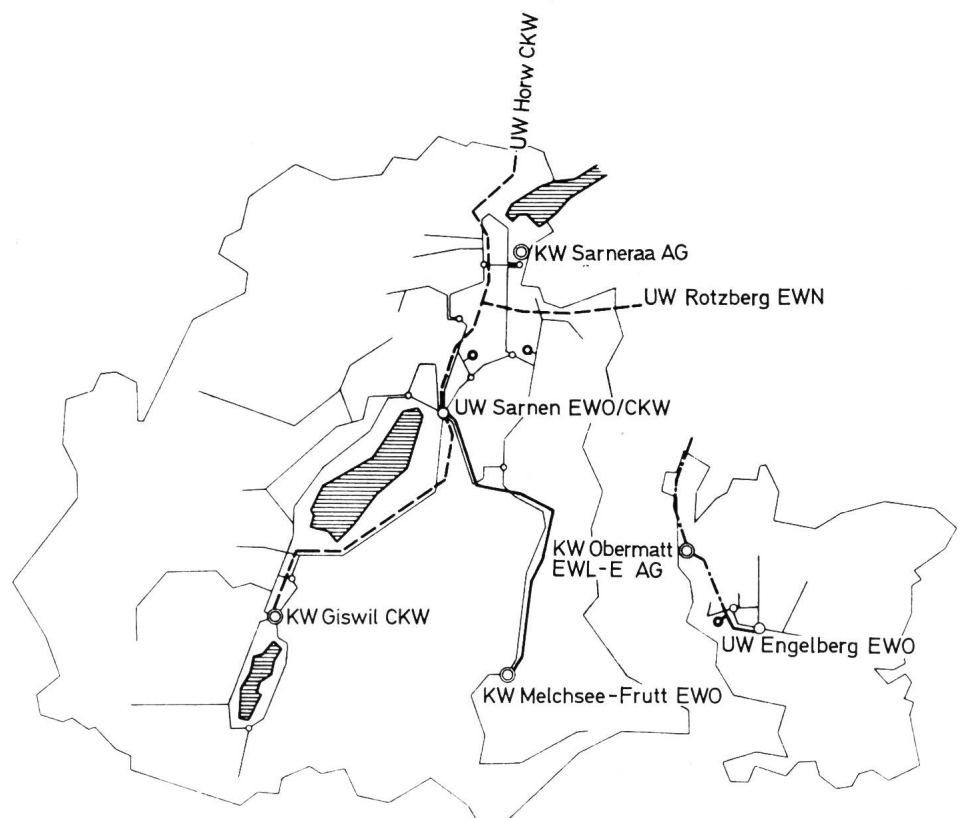 UW Horw CKW
KW Sarneraa AG
UW Rotzberg EWN
UW Sarnen EWO/CKW
KW Obermatt
EWL-E AG
KW Giswil CKW
UW Engelberg EWO
KW Melchsee-Frutt EWO